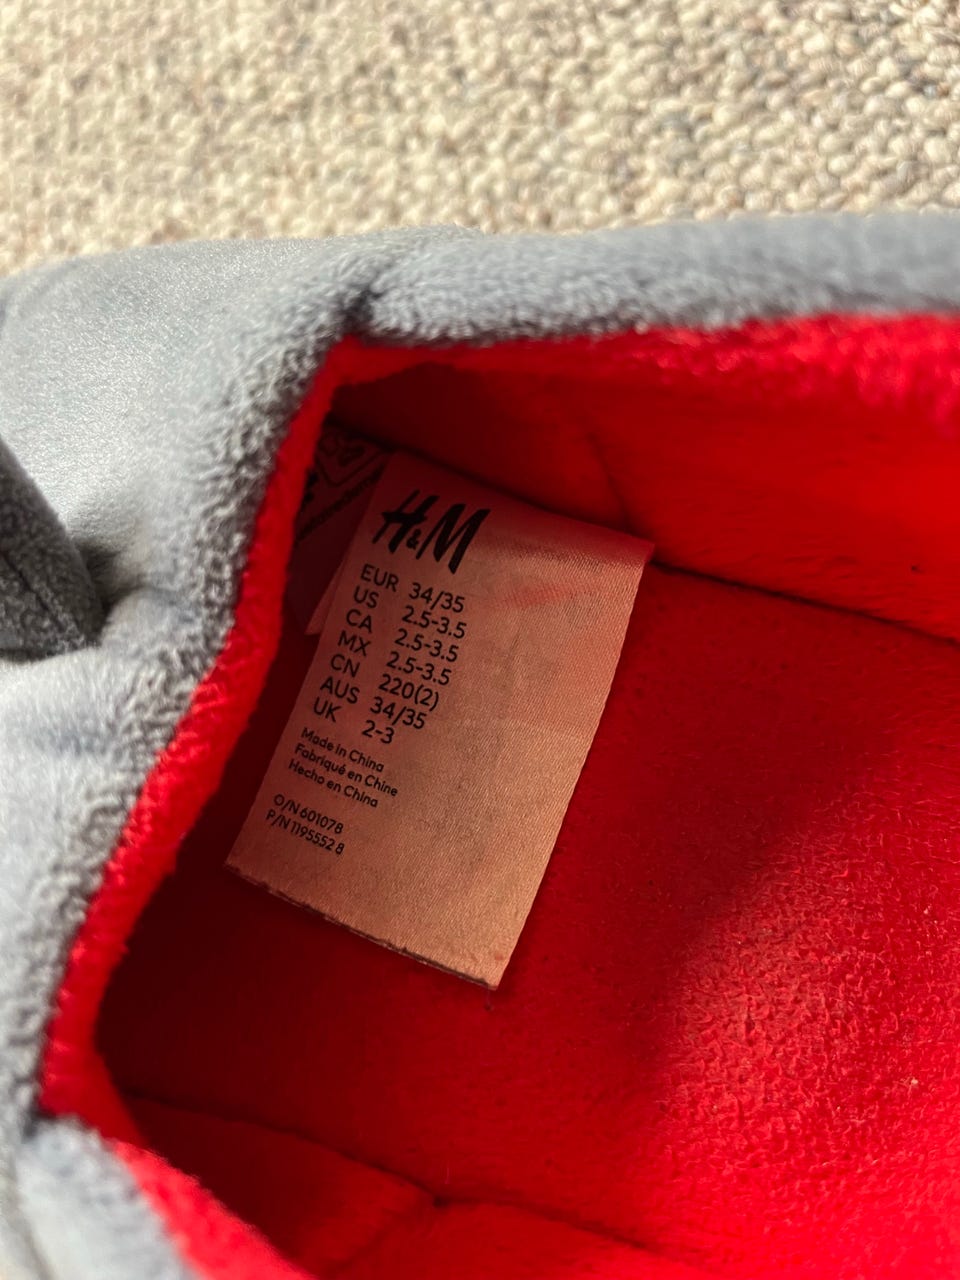 H&M
EUR 34/35
US 2.5-3.5
CA 2.5-3.5
MX 2.5-3.5
CN 220(2)
AUS 34/35
UK 2-3
Made in China
Fabriqué en Chine
Hecho en China
O/N 601078
P/N 1195552 8